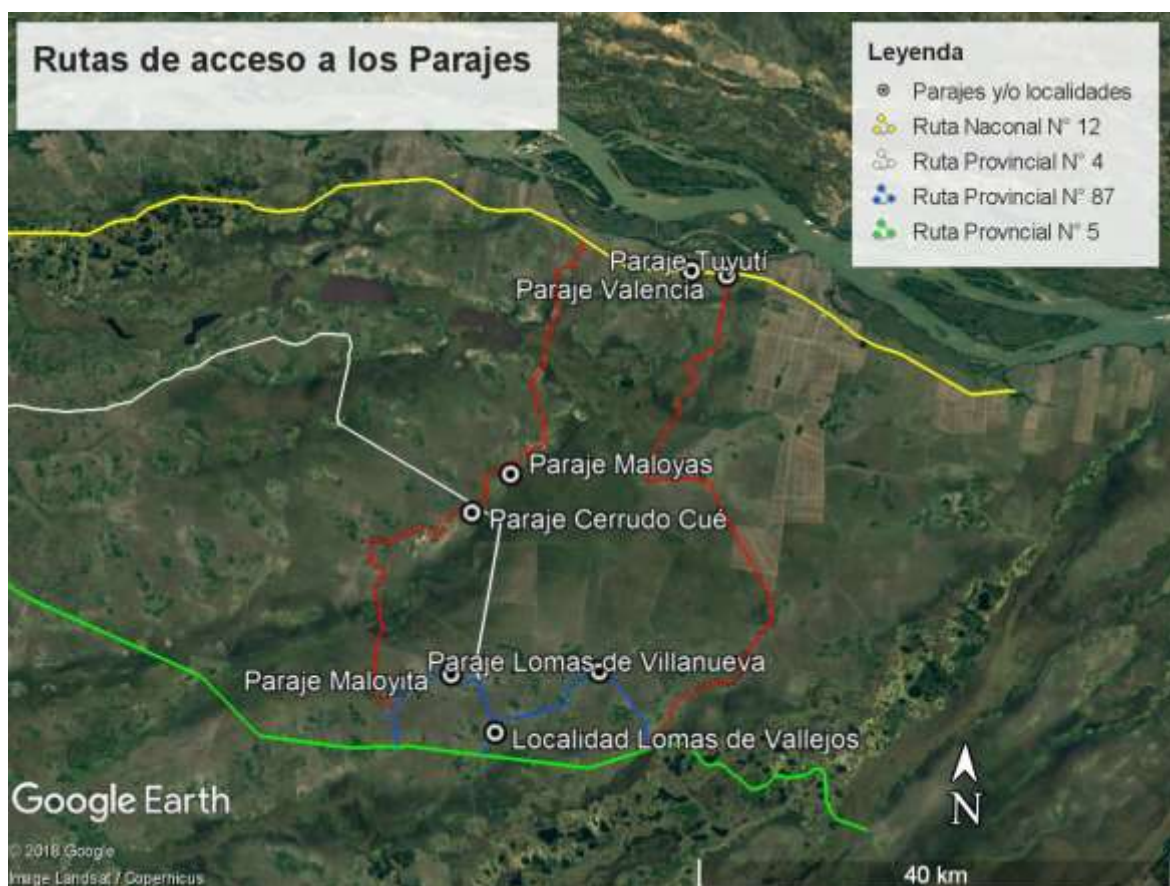 Rutas de acceso a los Parajes
Leyenda
Parajes y/o localidades
Ruta Naconal N° 12
Ruta Provincial N° 4
Ruta Provincial N° 87
Ruta Provncial N° 5
Paraje Tuyutí
Paraje Valencia
Paraje Maloyas
Paraje Cerrudo Cué
Paraje Lomas de Villanueva
Paraje Maloyita
Localidad Lomas de Vallejos
Google Earth
N
© 2018 Google
Image Landsat / Copernicus
40 km